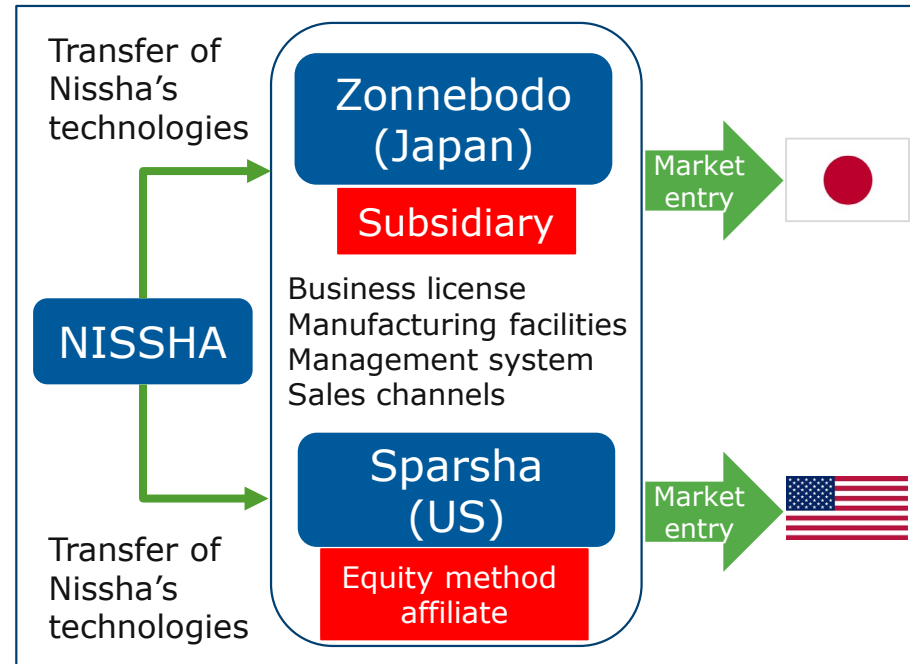 Transfer of
Nissha's
technologies
Zonnebodo
(Japan)
Subsidiary
Market
entry
NISSHA
Business license
Manufacturing facilities
Management system
Sales channels
Sparsha
(US)
Equity method
affiliate
Market
entry
Transfer of
Nissha's
technologies